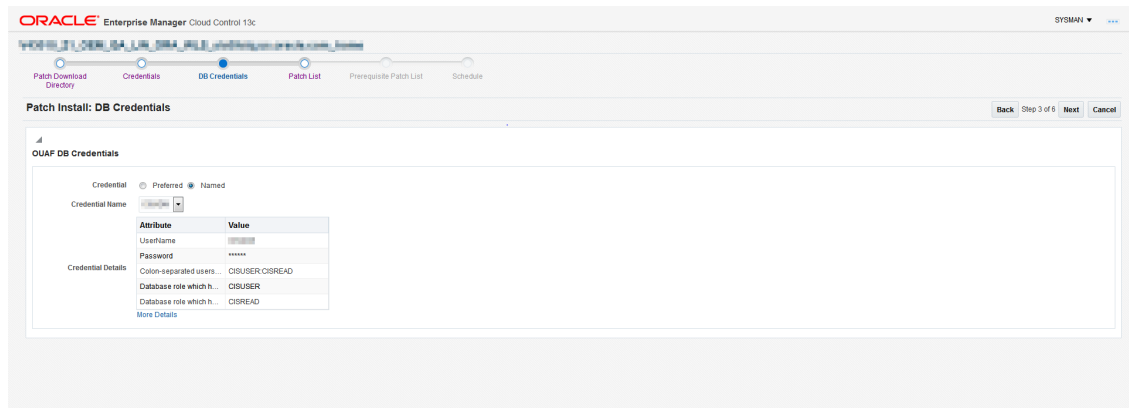 ORACLE Enterprise Manager Cloud Control 13c
SYSMAN
Patch Download Directory
Credentials
DB Credentials
Patch List
Prerequisite Patch List
Schedule
Patch Install: DB Credentials
Back Step 3 of 6 Next Cancel
OUAF DB Credentials
Credential Preferred Named
Credential Name
Credential Details
Attribute Value
UserName
Password ******
Colon-separated users... CISUSER:CISREAD
Database role which h... CISUSER
Database role which h... CISREAD
More Details